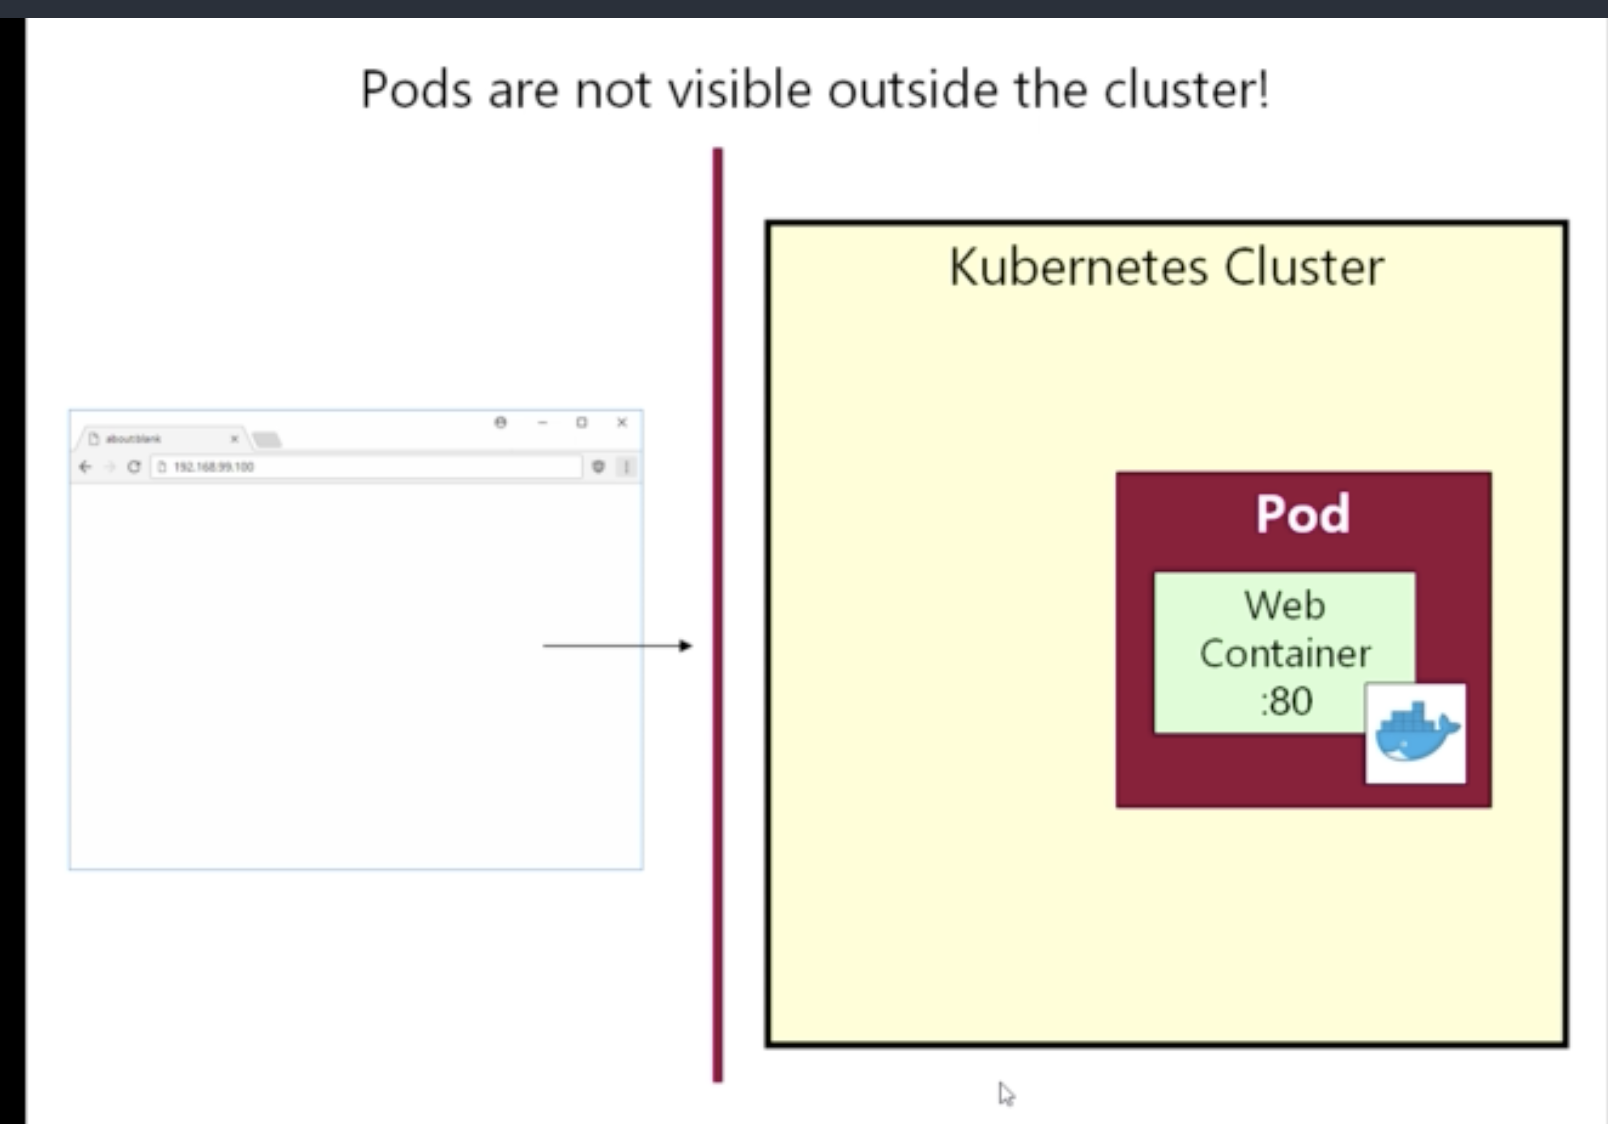 Pods are not visible outside the cluster!
Kubernetes Cluster
about:blank
192.168.99.100
Pod
Web
Container
:80